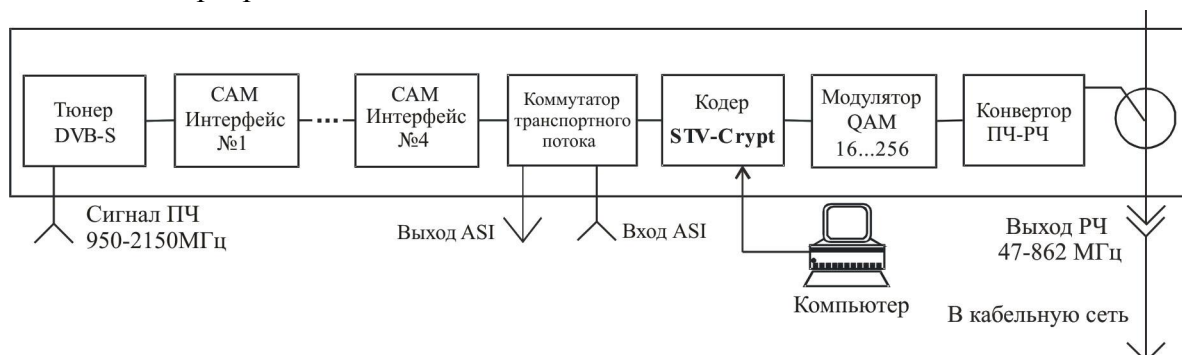 Тюнер
DVB-S
CAM
Интерфейс
№1
...
CAM
Интерфейс
№4
Коммутатор
транспортного
потока
Кодер
STV-Crypt
Модулятор
QAM
16...256
Конвертор
ПЧ-РЧ
Сигнал ПЧ
950-2150МГц
Выход ASI
Вход ASI
Компьютер
Выход РЧ
47-862 МГц
В кабельную сеть